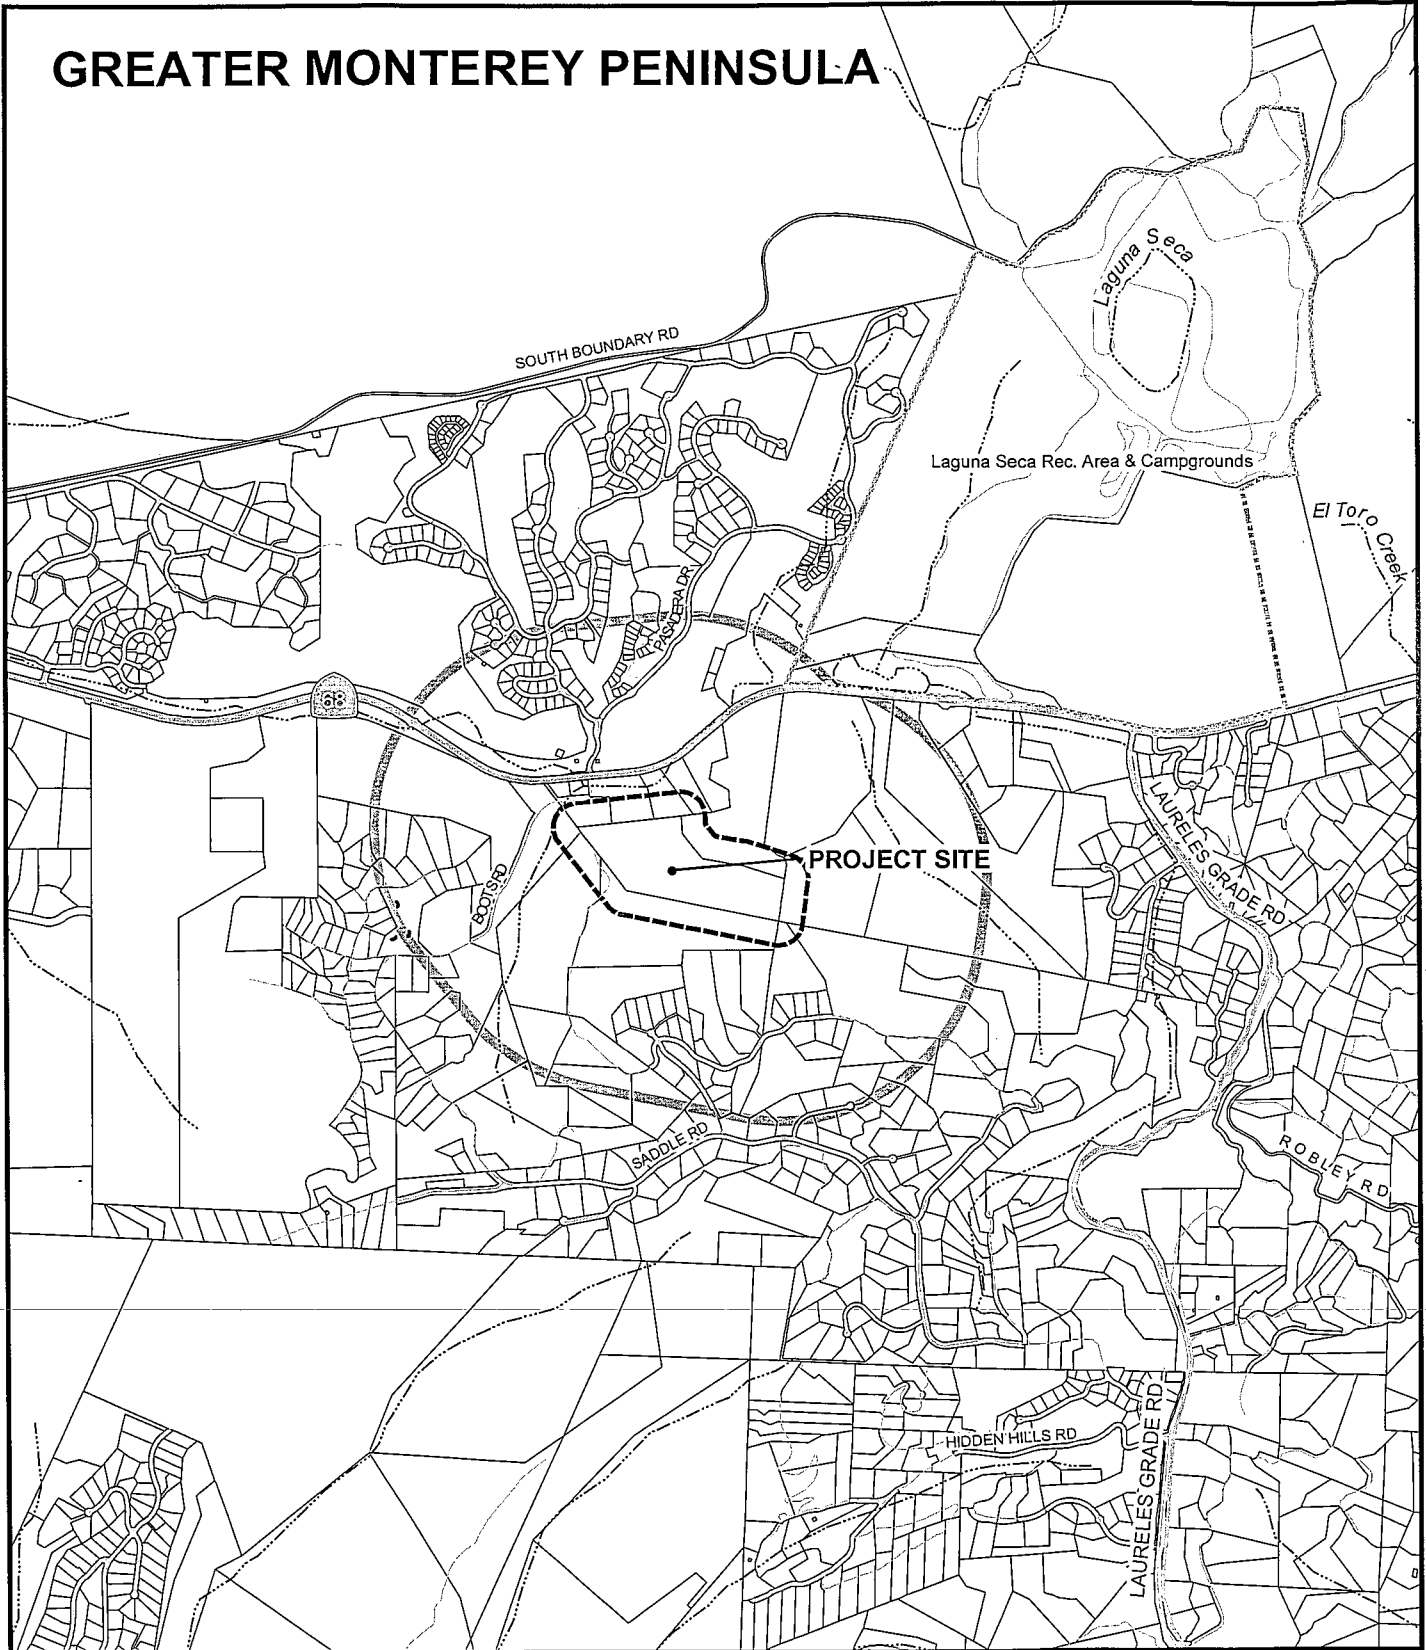 GREATER MONTEREY PENINSULA
Laguna Seca
SOUTH BOUNDARY RD
Laguna Seca Rec. Area & Campgrounds
El Toro Creek
PASADERA DR
68
LAURELES GRADE RD
PROJECT SITE
BOOTS RD
SADDLE RD
ROBLEY RD
HIDDEN HILLS RD
LAURELES GRADE RD